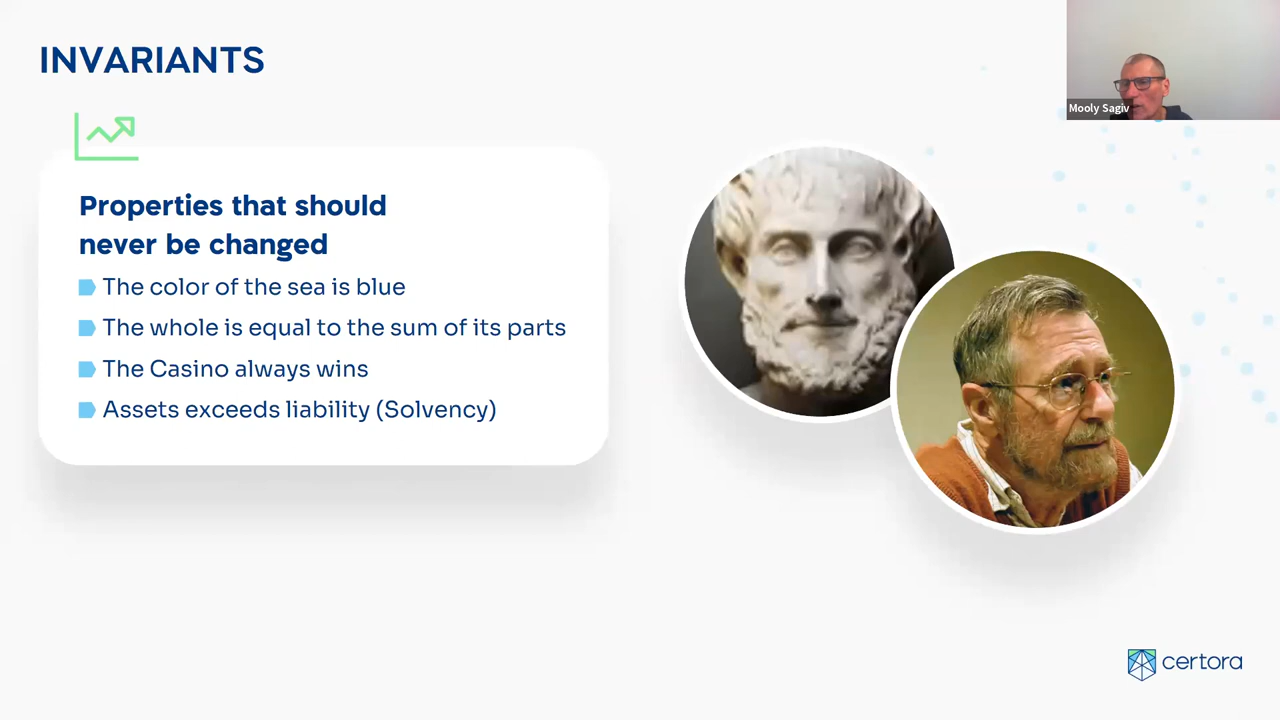 INVARIANTS
Mooly Sagiv
Properties that should
never be changed
The color of the sea is blue
The whole is equal to the sum of its parts
The Casino always wins
Assets exceeds liability (Solvency)
certora